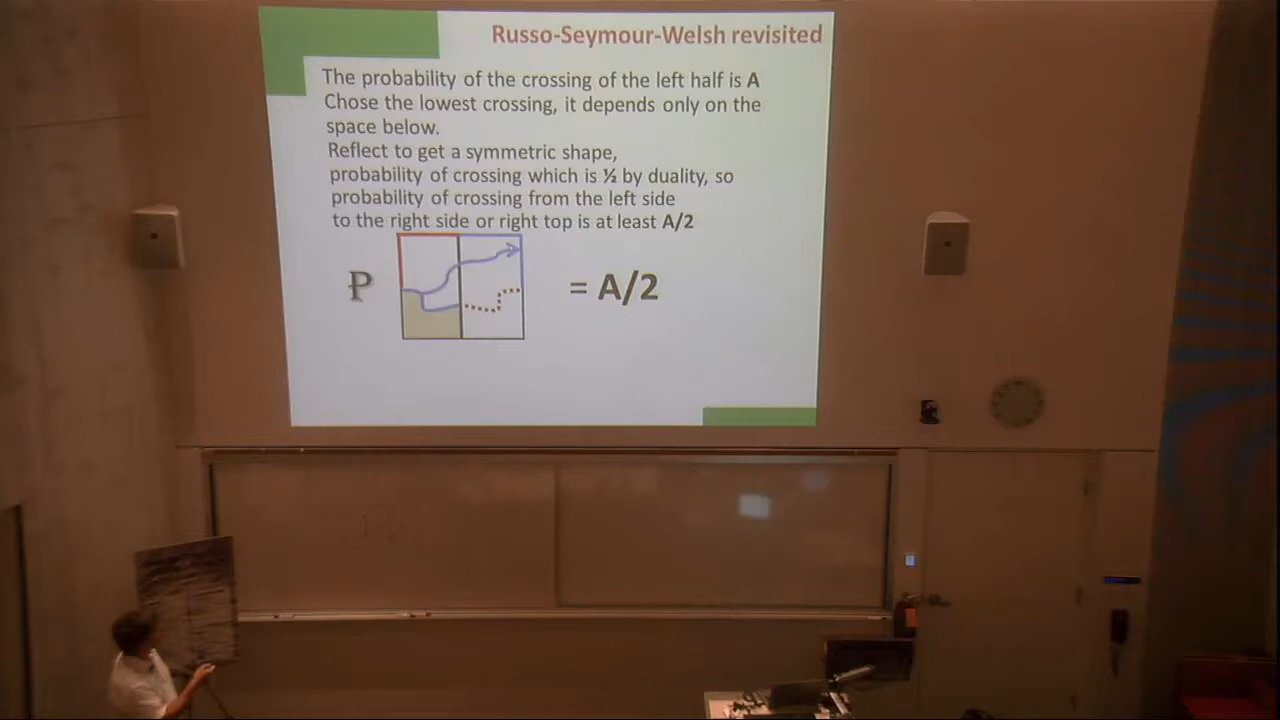 Russo-Seymour-Welsh revisited
The probability of the crossing of the left half is A
Chose the lowest crossing, it depends only on the
space below.
Reflect to get a symmetric shape,
probability of crossing which is ½ by duality, so
probability of crossing from the left side
to the right side or right top is at least A/2
P = A/2